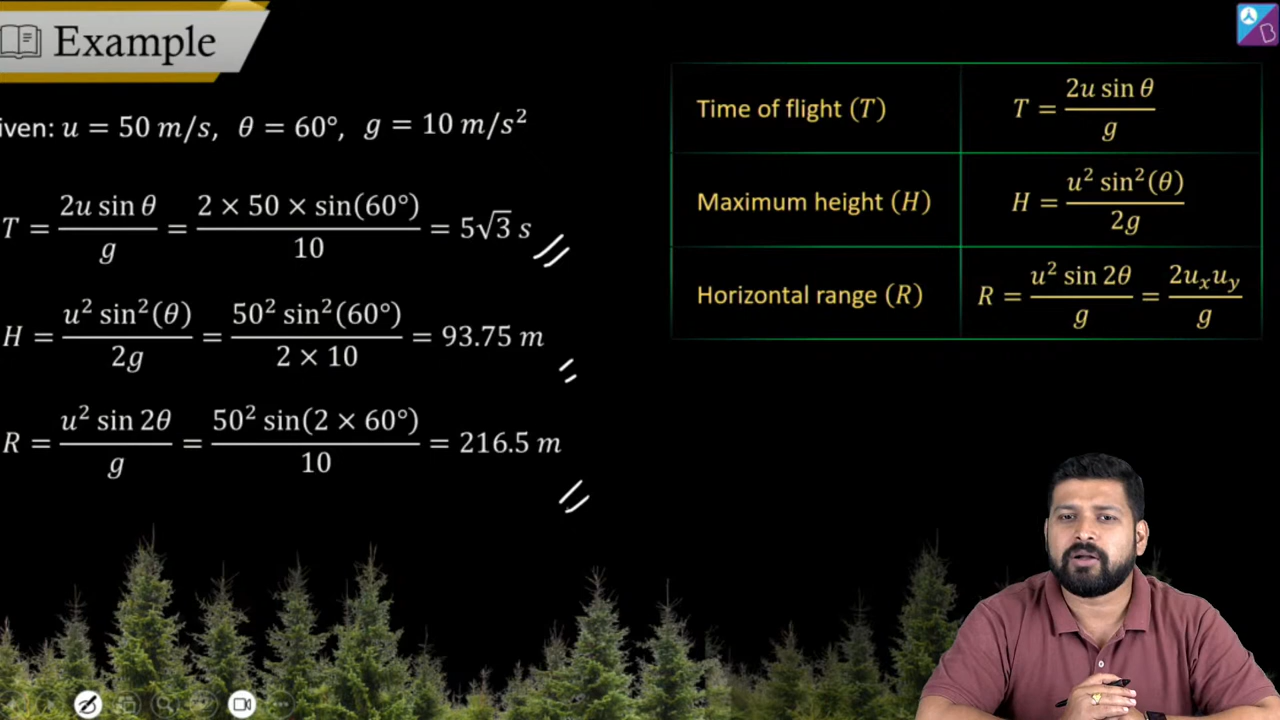 Example
iven: u = 50 m/s, θ = 60°, g = 10 m/s²
T = 2u sin θ / g = 2 × 50 × sin(60°) / 10 = 5√3 s
H = u² sin²(θ) / 2g = 50² sin²(60°) / 2 × 10 = 93.75 m
R = u² sin 2θ / g = 50² sin(2 × 60°) / 10 = 216.5 m
Time of flight (T) T = 2u sin θ / g
Maximum height (H) H = u² sin²(θ) / 2g
Horizontal range (R) R = u² sin 2θ / g = 2uₓu_y / g
B